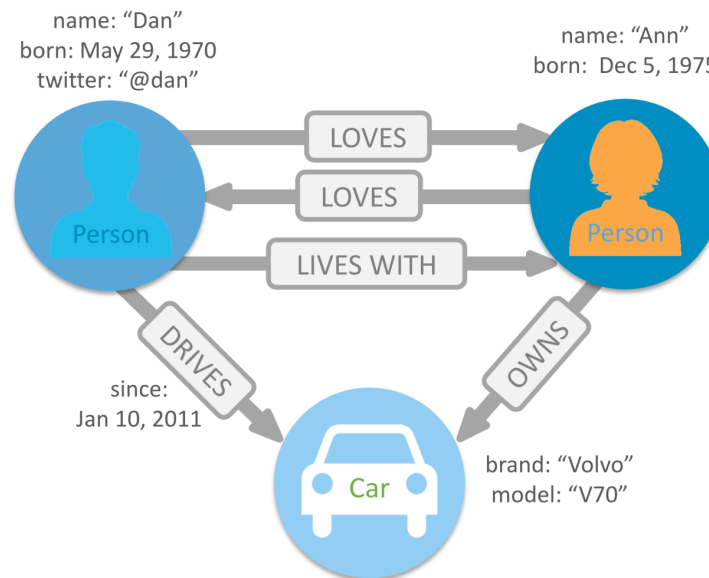 name: “Dan”
born: May 29, 1970
twitter: “@dan”
name: “Ann”
born:  Dec 5, 1975
LOVES
LOVES
Person
Person
LIVES WITH
DRIVES
OWNS
since:
Jan 10, 2011
Car
brand: “Volvo”
model: “V70”